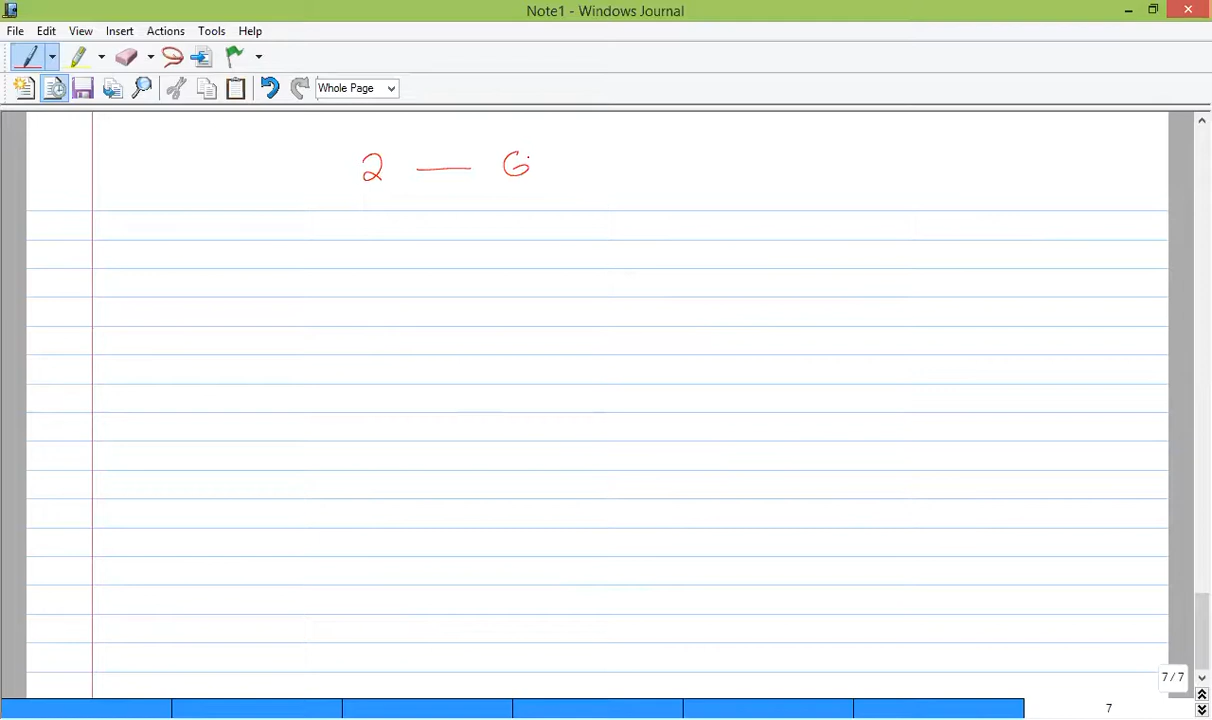 Note1 - Windows Journal
File Edit View Insert Actions Tools Help
Whole Page
2 — 6
7 / 7
7